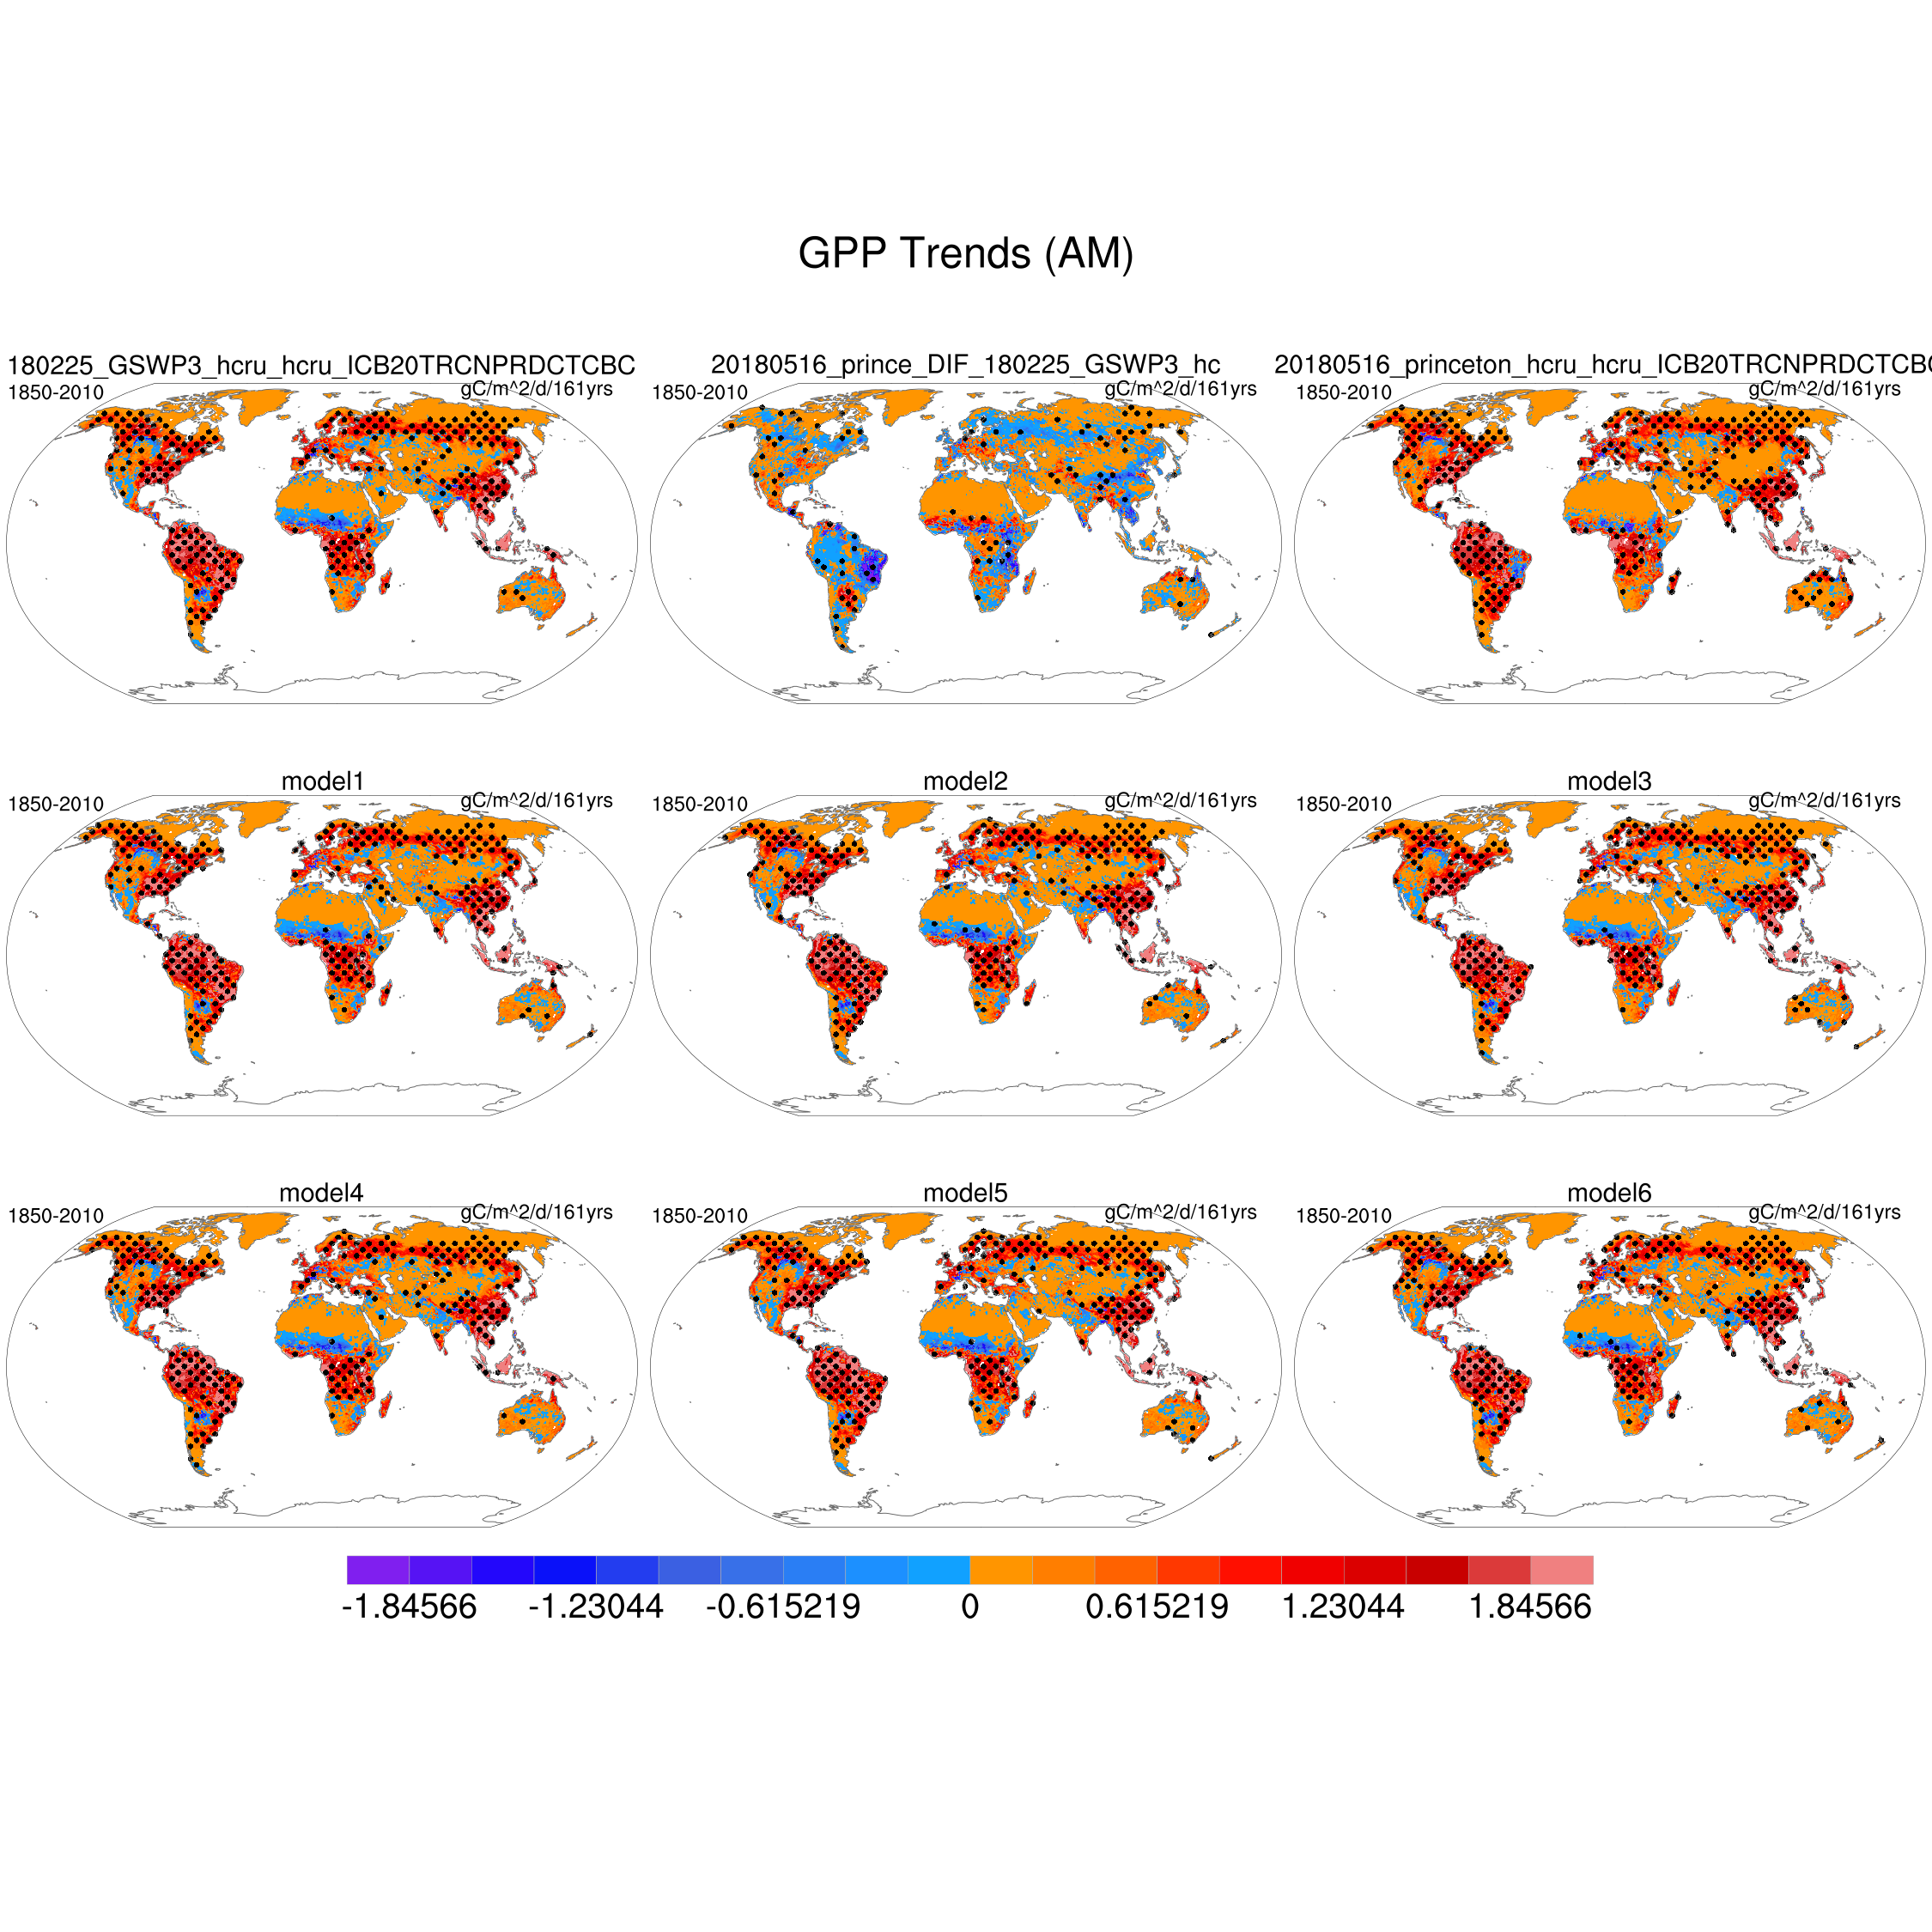 GPP Trends (AM)
180225_GSWP3_hcru_hcru_ICB20TRCNPRDCTCBC
1850-2010 gC/m^2/d/161yrs
20180516_prince_DIF_180225_GSWP3_hc
1850-2010 gC/m^2/d/161yrs
20180516_princeton_hcru_hcru_ICB20TRCNPRDCTCBC
1850-2010 gC/m^2/d/161yrs
model1
1850-2010 gC/m^2/d/161yrs
model2
1850-2010 gC/m^2/d/161yrs
model3
1850-2010 gC/m^2/d/161yrs
model4
1850-2010 gC/m^2/d/161yrs
model5
1850-2010 gC/m^2/d/161yrs
model6
1850-2010 gC/m^2/d/161yrs
-1.84566 -1.23044 -0.615219 0 0.615219 1.23044 1.84566